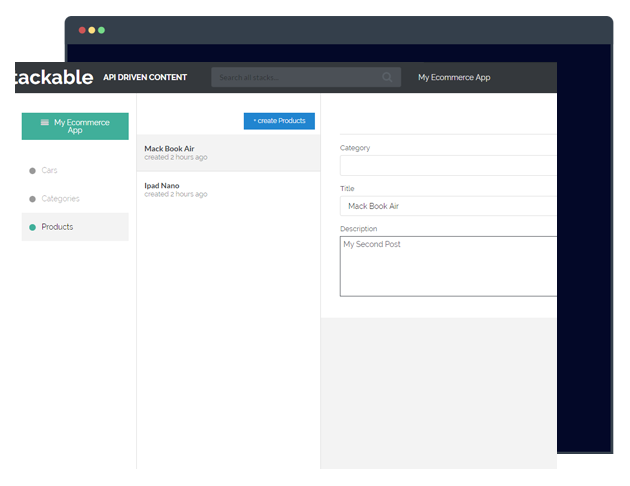 tackable API DRIVEN CONTENT Search all stacks... My Ecommerce App
My Ecommerce
App
Cars
Categories
Products
+ create Products
Mack Book Air
created 2 hours ago
Ipad Nano
created 2 hours ago
Category
Title
Mack Book Air
Description
My Second Post